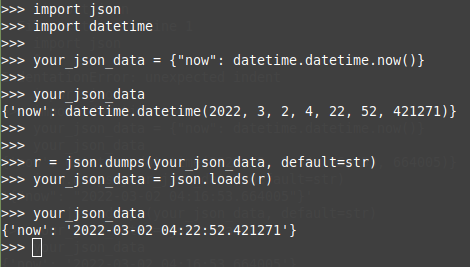 >>> import json
>>> import datetime
>>>
>>> your_json_data = {"now": datetime.datetime.now()}
>>>
>>> your_json_data
{'now': datetime.datetime(2022, 3, 2, 4, 22, 52, 421271)}
>>>
>>>
>>> r = json.dumps(your_json_data, default=str)
>>> your_json_data = json.loads(r)
>>>
>>> your_json_data
{'now': '2022-03-02 04:22:52.421271'}
>>>